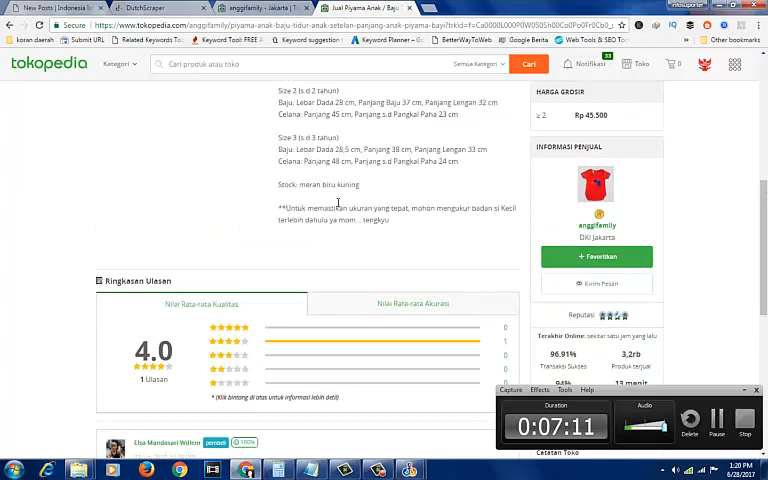 New Posts | Indonesia In
DutchScraper
anggifamily - Jakarta | To
Jual Piyama Anak / Baju
infosuporter
Secure
https://www.tokopedia.com/anggifamily/piyama-anak-baju-tidur-anak-setelan-panjang-anak-piyama-bayi?trkid=f=Ca0000L000P0W0S0Sh00Co0Po0Fr0Cb0_s
koran daerah
Submit URL
Related Keywords To
Keyword Tool: FREE A
Keyword suggestion t
Keyword Planner – G
BetterWayToWeb
Google Berita
Web Tools & SEO To
Other bookmarks
tokopedia
Kategori
Cari produk atau toko
Semua Kategori
Cari
Notifikasi
33
Toko
0
Size 2 (s.d 2 tahun)
Baju: Lebar Dada 28 cm, Panjang Baju 37 cm, Panjang Lengan 32 cm
Celana: Panjang 45 cm, Panjang s.d Pangkal Paha 23 cm
Size 3 (s.d 3 tahun)
Baju: Lebar Dada 28,5 cm, Panjang 38 cm, Panjang Lengan 33 cm
Celana: Panjang 48 cm, Panjang s.d Pangkal Paha 24 cm
Stock: merah biru kuning
**Untuk memastikan ukuran yang tepat, mohon mengukur badan si Kecil
terlebih dahulu ya mom... tengkyu
HARGA GROSIR
≥ 2
Rp 45.500
INFORMASI PENJUAL
anggifamily
DKI Jakarta
+ Favoritkan
Kirim Pesan
Reputasi
Terakhir Online: sekitar satu jam yang lalu
96.91%
3,2rb
Transaksi Sukses
Produk terjual
94%
13 menit
Catatan Toko
Ringkasan Ulasan
Nilai Rata-rata Kualitas
Nilai Rata-rata Akurasi
4.0
1 Ulasan
0
1
0
0
0
* (Klik bintang di atas untuk informasi lebih detil)
Elsa Mandasari Willem
pembeli
100%
Capture
Effects
Tools
Help
Duration
0:07:11
Audio
Delete
Pause
Stop
1:20 PM
6/28/2017